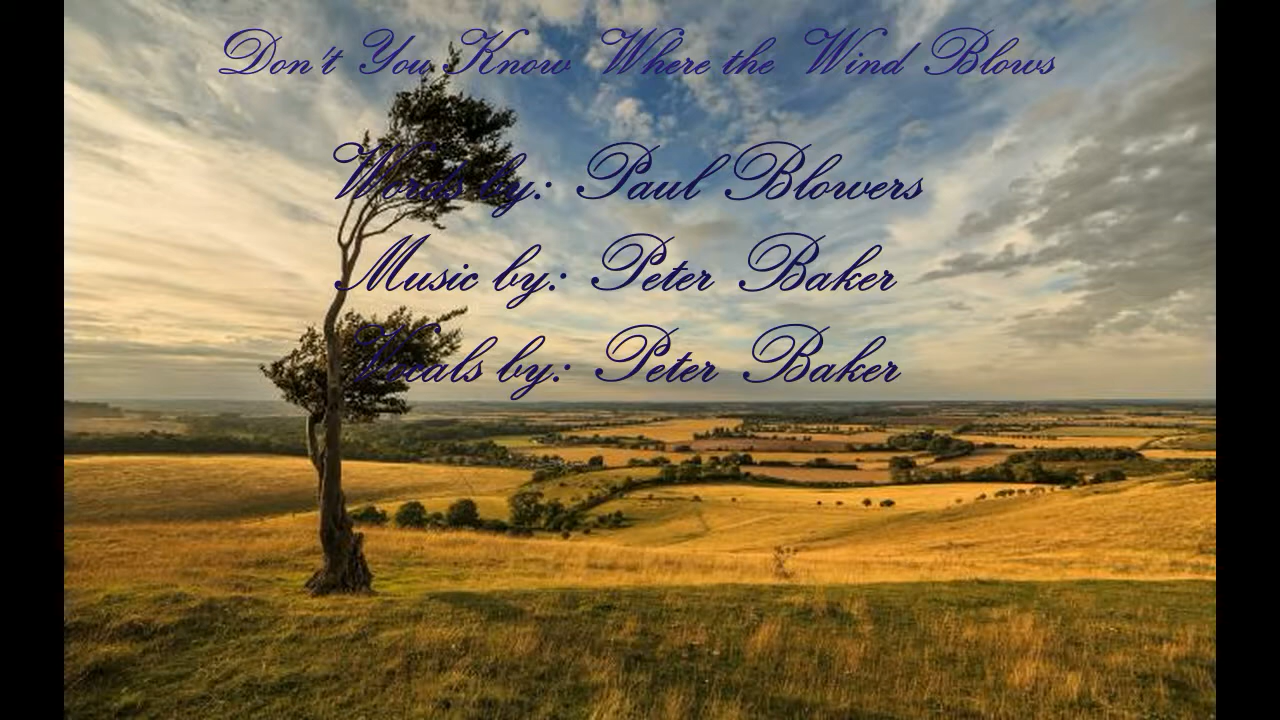 Don't You Know Where the Wind Blows
Words by: Paul Blowers
Music by: Peter Baker
Vocals by: Peter Baker